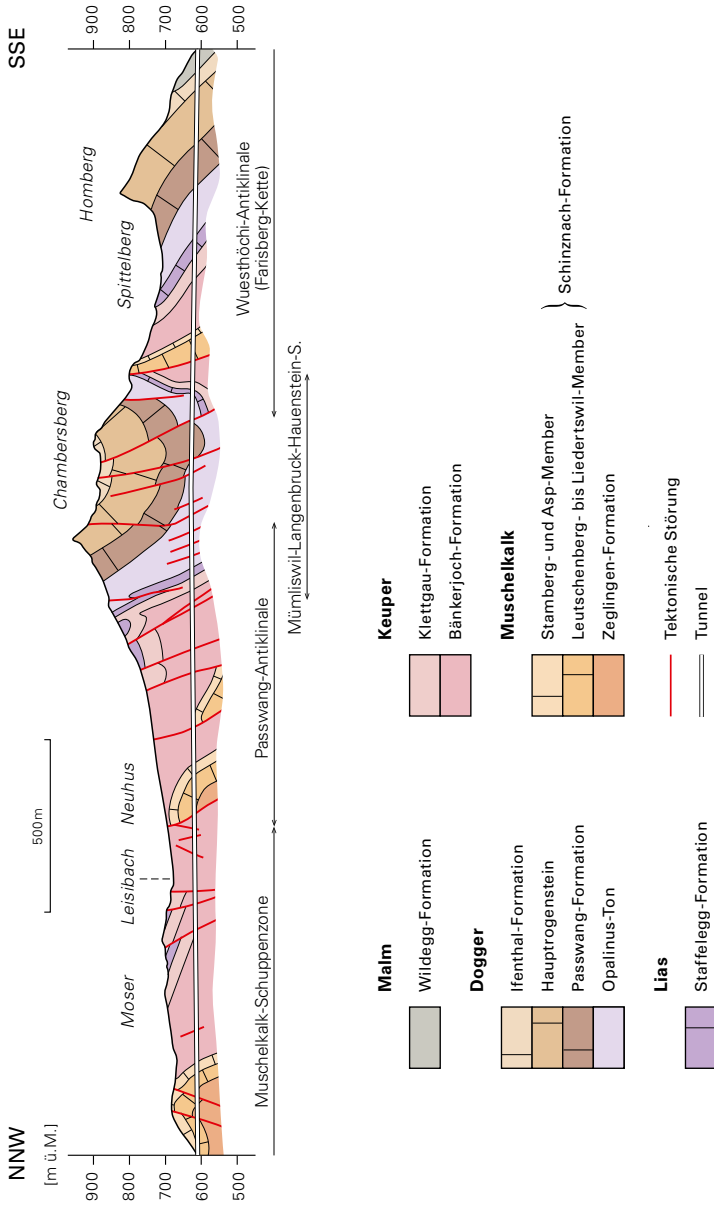 NNW
SSE
[m ü.M.]
900
800
700
600
500
900
800
700
600
500
Moser
Leisibach
Neuhus
Chambersberg
Spittelberg
Homberg
500m
Muschelkalk-Schuppenzone
Passwang-Antiklinale
Mümliswil-Langenbruck-Hauenstein-S.
Wuesthöchi-Antiklinale
(Farisberg-Kette)
Malm
Wildegg-Formation
Dogger
Ifenthal-Formation
Hauptrogenstein
Passwang-Formation
Opalinus-Ton
Lias
Staffelegg-Formation
Keuper
Klettgau-Formation
Bänkerjoch-Formation
Muschelkalk
Stamberg- und Asp-Member
Leutschenberg- bis Liedertswil-Member
Schinznach-Formation
Zeglingen-Formation
Tektonische Störung
Tunnel